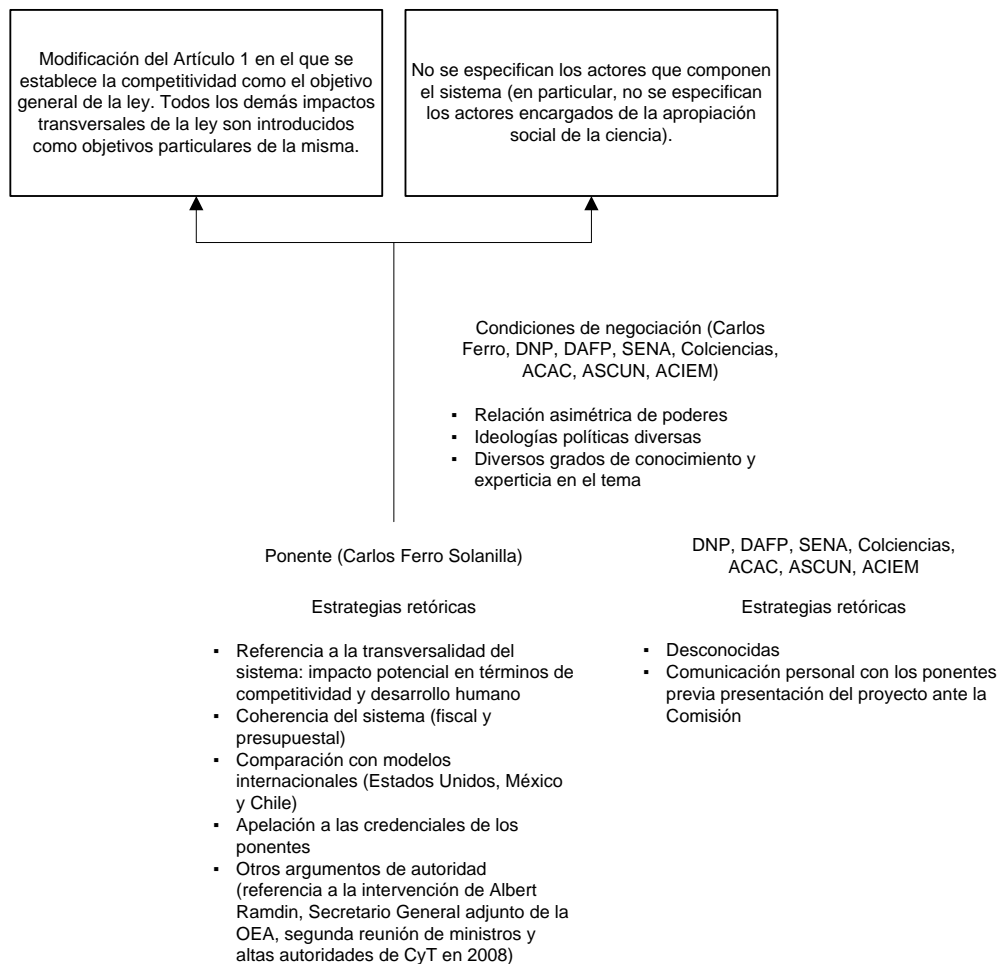 Modificación del Artículo 1 en el que se
establece la competitividad como el objetivo
general de la ley. Todos los demás impactos
transversales de la ley son introducidos
como objetivos particulares de la misma.
No se especifican los actores que componen
el sistema (en particular, no se especifican
los actores encargados de la apropiación
social de la ciencia).
Condiciones de negociación (Carlos
Ferro, DNP, DAFP, SENA, Colciencias,
ACAC, ASCUN, ACIEM)
▪ Relación asimétrica de poderes
▪ Ideologías políticas diversas
▪ Diversos grados de conocimiento y
experticia en el tema
Ponente (Carlos Ferro Solanilla)
Estrategias retóricas
▪ Referencia a la transversalidad del
sistema: impacto potencial en términos de
competitividad y desarrollo humano
▪ Coherencia del sistema (fiscal y
presupuestal)
▪ Comparación con modelos
internacionales (Estados Unidos, México
y Chile)
▪ Apelación a las credenciales de los
ponentes
▪ Otros argumentos de autoridad
(referencia a la intervención de Albert
Ramdin, Secretario General adjunto de la
OEA, segunda reunión de ministros y
altas autoridades de CyT en 2008)
DNP, DAFP, SENA, Colciencias,
ACAC, ASCUN, ACIEM
Estrategias retóricas
▪ Desconocidas
▪ Comunicación personal con los ponentes
previa presentación del proyecto ante la
Comisión